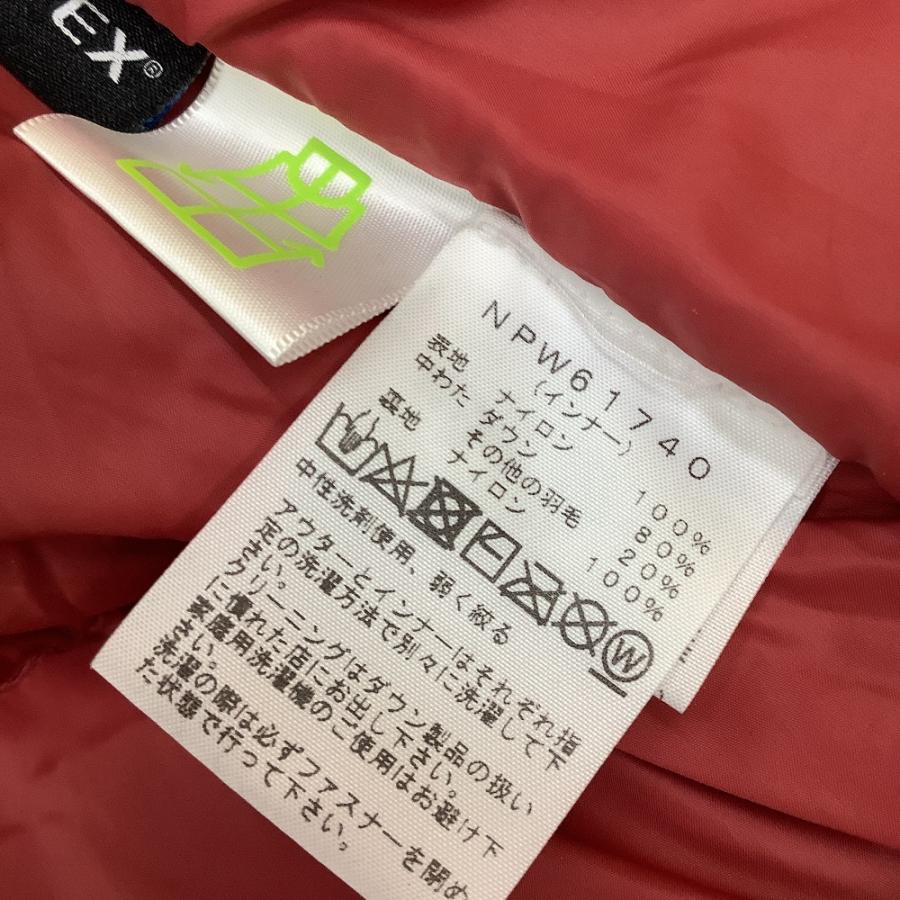 EX®
NPW61740
(インナー)
表地 ナイロン 100%
中わた ダウン 80%
その他の羽毛 20%
裏地 ナイロン 100%
W
中性洗剤使用、弱く絞る
アウターとインナーはそれぞれ指
定の洗濯方法で別々に洗濯して下
さい。
クリーニングはダウン製品の扱い
に慣れた店にお出し下さい。
家庭用洗濯機のご使用はお避け下
さい。
洗濯の際は必ずファスナーを閉め
た状態で行って下さい。